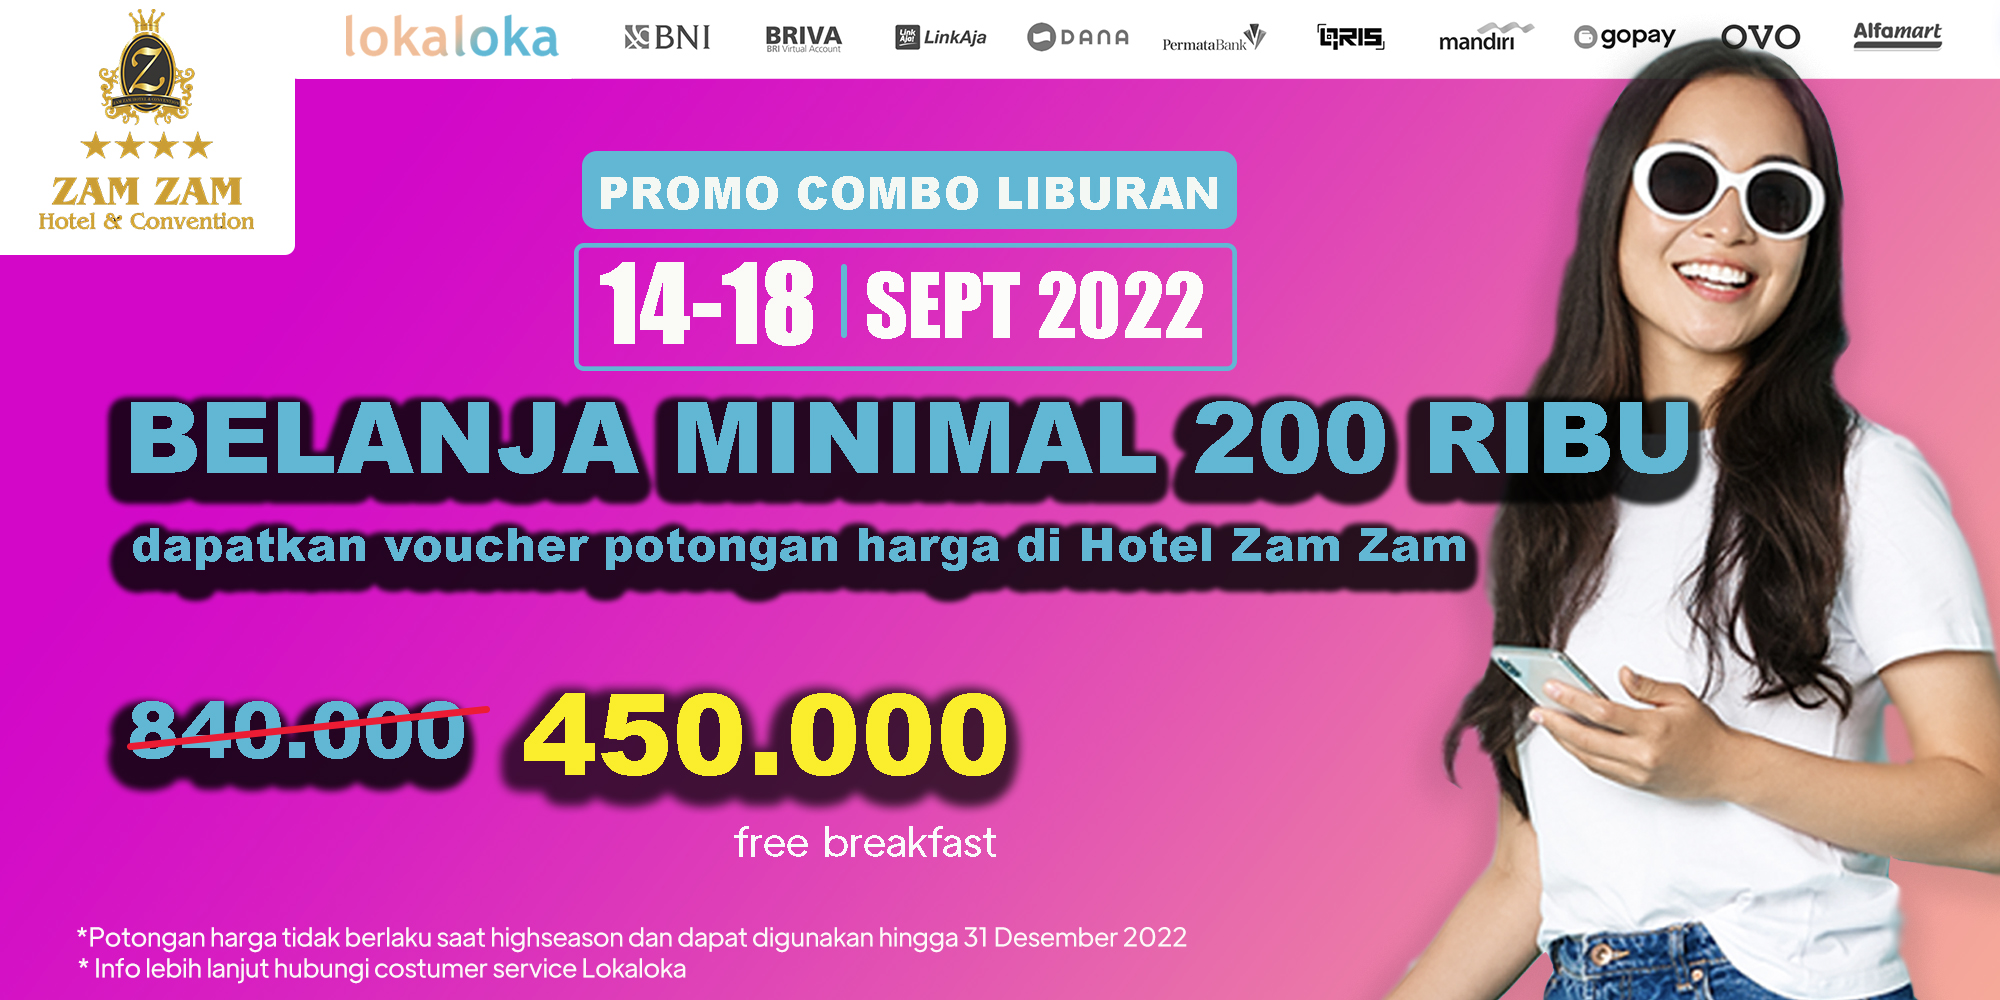 lokaloka
BNI
BRIVA
BRI Virtual Account
Link Aja! LinkAja
DANA
PermataBank
QRIS
mandiri
gopay
OVO
Alfamart
Z
ZAM ZAM
Hotel & Convention
PROMO COMBO LIBURAN
14-18 SEPT 2022
BELANJA MINIMAL 200 RIBU
dapatkan voucher potongan harga di Hotel Zam Zam
840.000 450.000
free breakfast
*Potongan harga tidak berlaku saat highseason dan dapat digunakan hingga 31 Desember 2022
* Info lebih lanjut hubungi costumer service Lokaloka